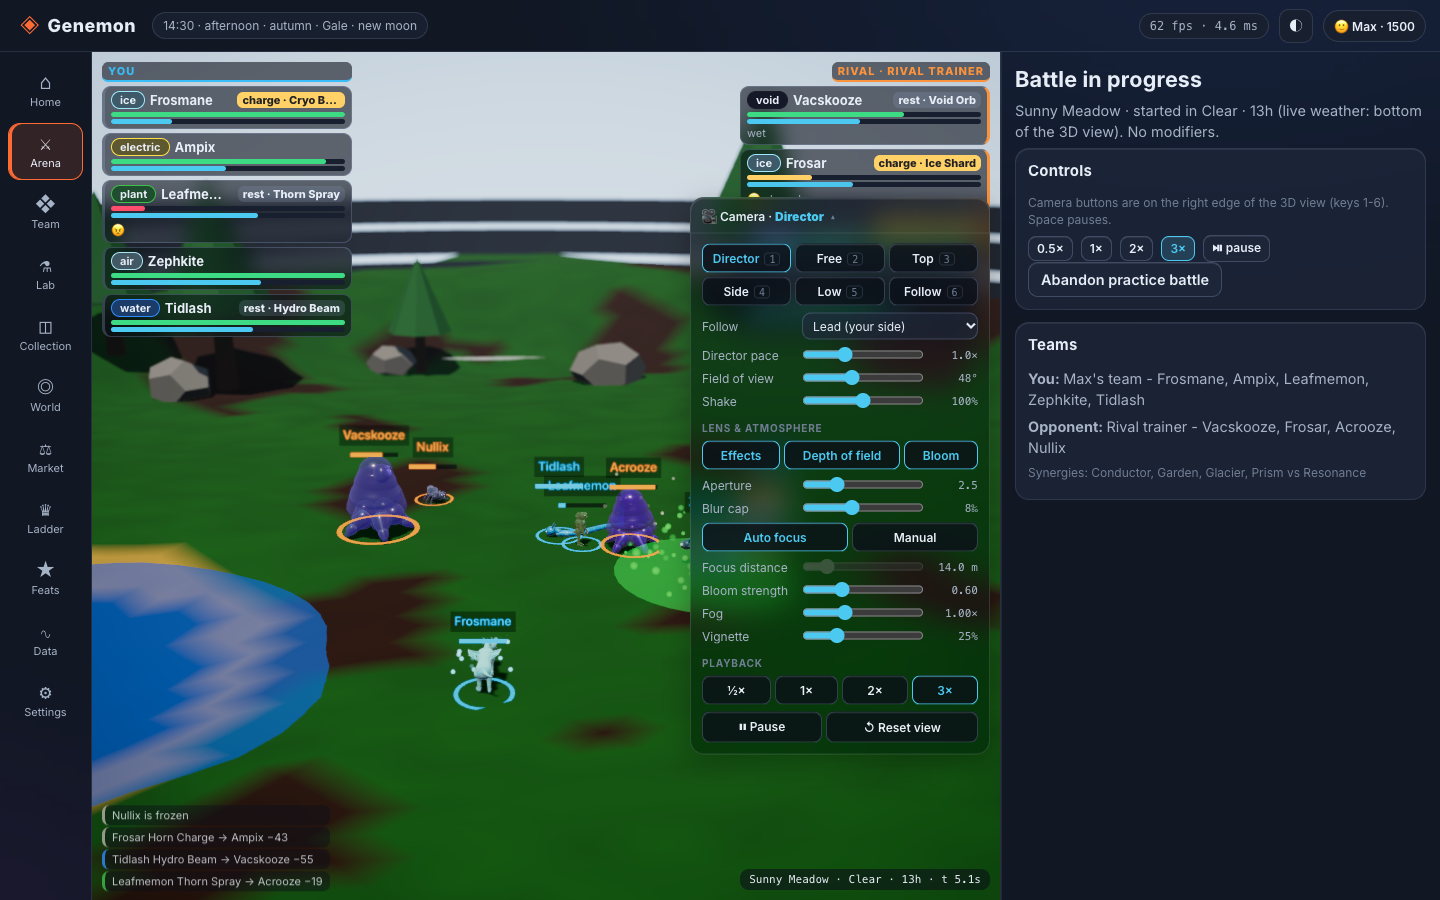 Genemon
14:30 · afternoon · autumn · Gale · new moon
62 fps · 4.6 ms
Max · 1500
Home
Arena
Team
Lab
Collection
World
Market
Ladder
Feats
Data
Settings
YOU
ice Frosmane charge · Cryo B…
electric Ampix
plant Leafme… rest · Thorn Spray
air Zephkite
water Tidlash rest · Hydro Beam
RIVAL · RIVAL TRAINER
void Vacskooze rest · Void Orb
wet
ice Frosar charge · Ice Shard
Camera · Director
Director 1 Free 2 Top 3
Side 4 Low 5 Follow 6
Follow Lead (your side)
Director pace 1.0×
Field of view 48°
Shake 100%
LENS & ATMOSPHERE
Effects Depth of field Bloom
Aperture 2.5
Blur cap 8‰
Auto focus Manual
Focus distance 14.0 m
Bloom strength 0.60
Fog 1.00×
Vignette 25%
PLAYBACK
½× 1× 2× 3×
Pause Reset view
Vacskooze
Nullix
Tidlash
Leafmemon
Acrooze
Frosmane
Nullix is frozen
Frosar Horn Charge → Ampix −43
Tidlash Hydro Beam → Vacskooze −55
Leafmemon Thorn Spray → Acrooze −19
Sunny Meadow · Clear · 13h · t 5.1s
Battle in progress
Sunny Meadow · started in Clear · 13h (live weather: bottom
of the 3D view). No modifiers.
Controls
Camera buttons are on the right edge of the 3D view (keys 1-6).
Space pauses.
0.5× 1× 2× 3× pause
Abandon practice battle
Teams
You: Max's team - Frosmane, Ampix, Leafmemon,
Zephkite, Tidlash
Opponent: Rival trainer - Vacskooze, Frosar, Acrooze,
Nullix
Synergies: Conductor, Garden, Glacier, Prism vs Resonance